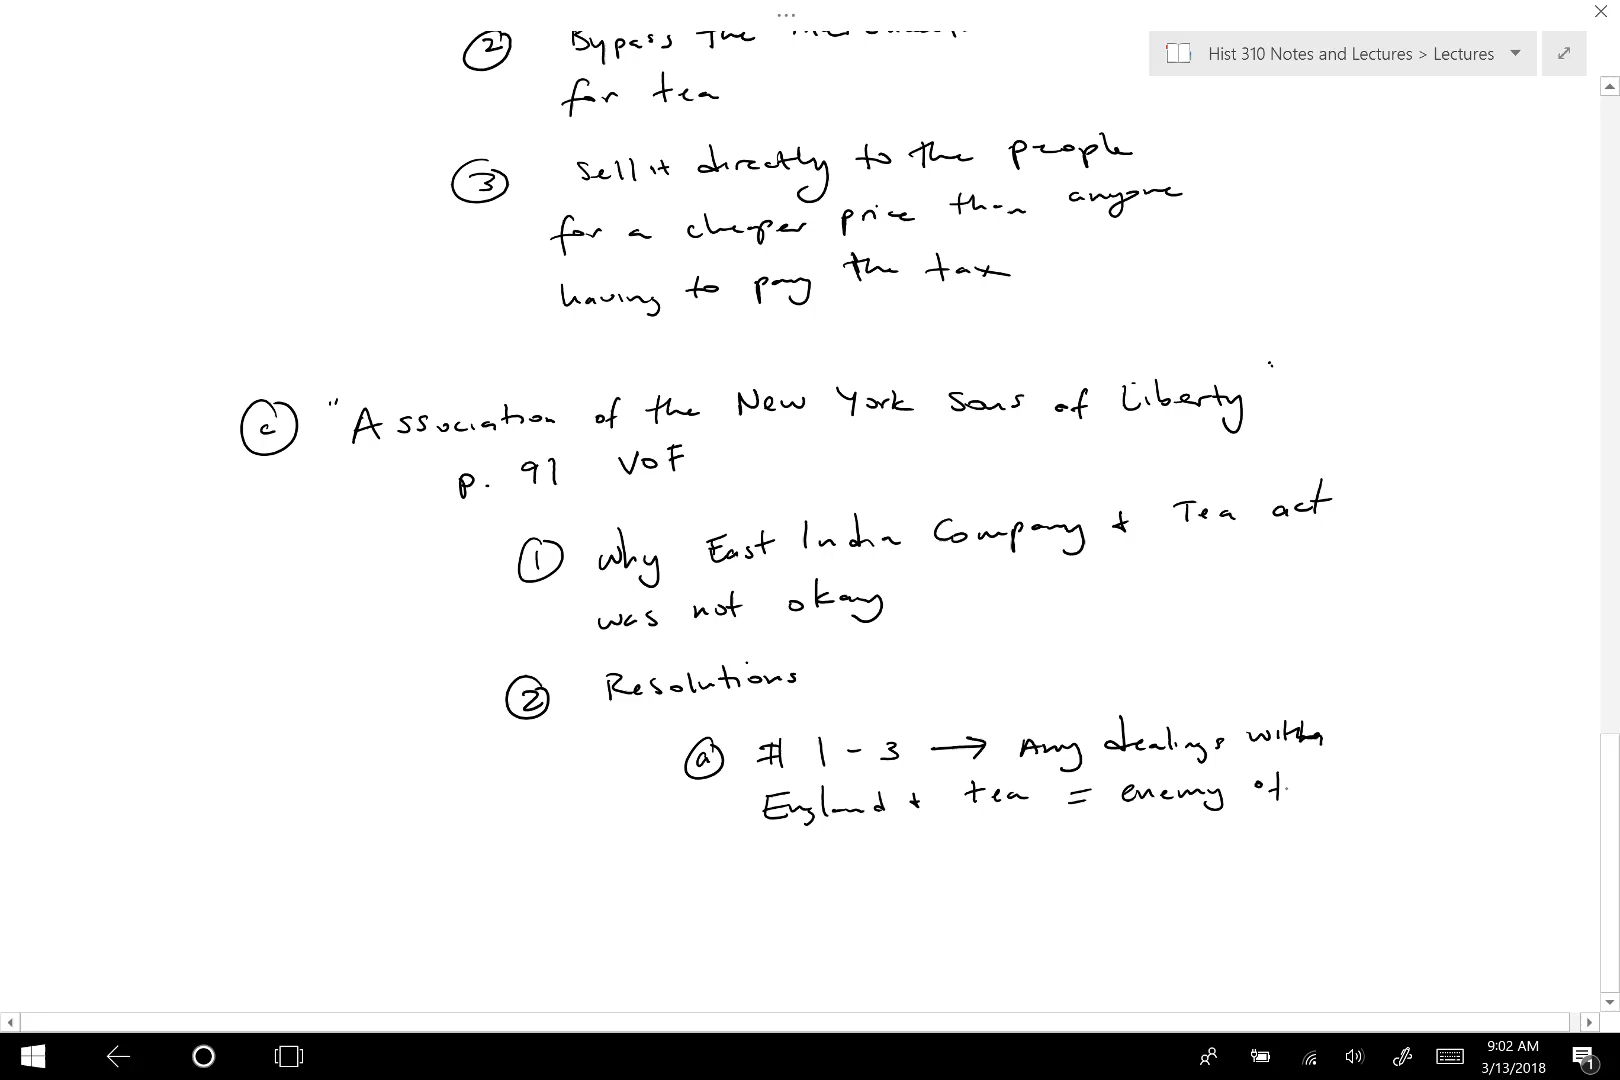 Hist 310 Notes and Lectures > Lectures
② Bypass the
for tea
③ Sell it directly to the people
for a cheaper price than anyone
having to pay the tax
ⓒ "Association of the New York Sons of Liberty"
p. 91 VOF
① Why East India Company + Tea act
was not okay
② Resolutions
ⓐ # 1 - 3 → Any dealings with
England + tea = enemy of
9:02 AM
3/13/2018
1